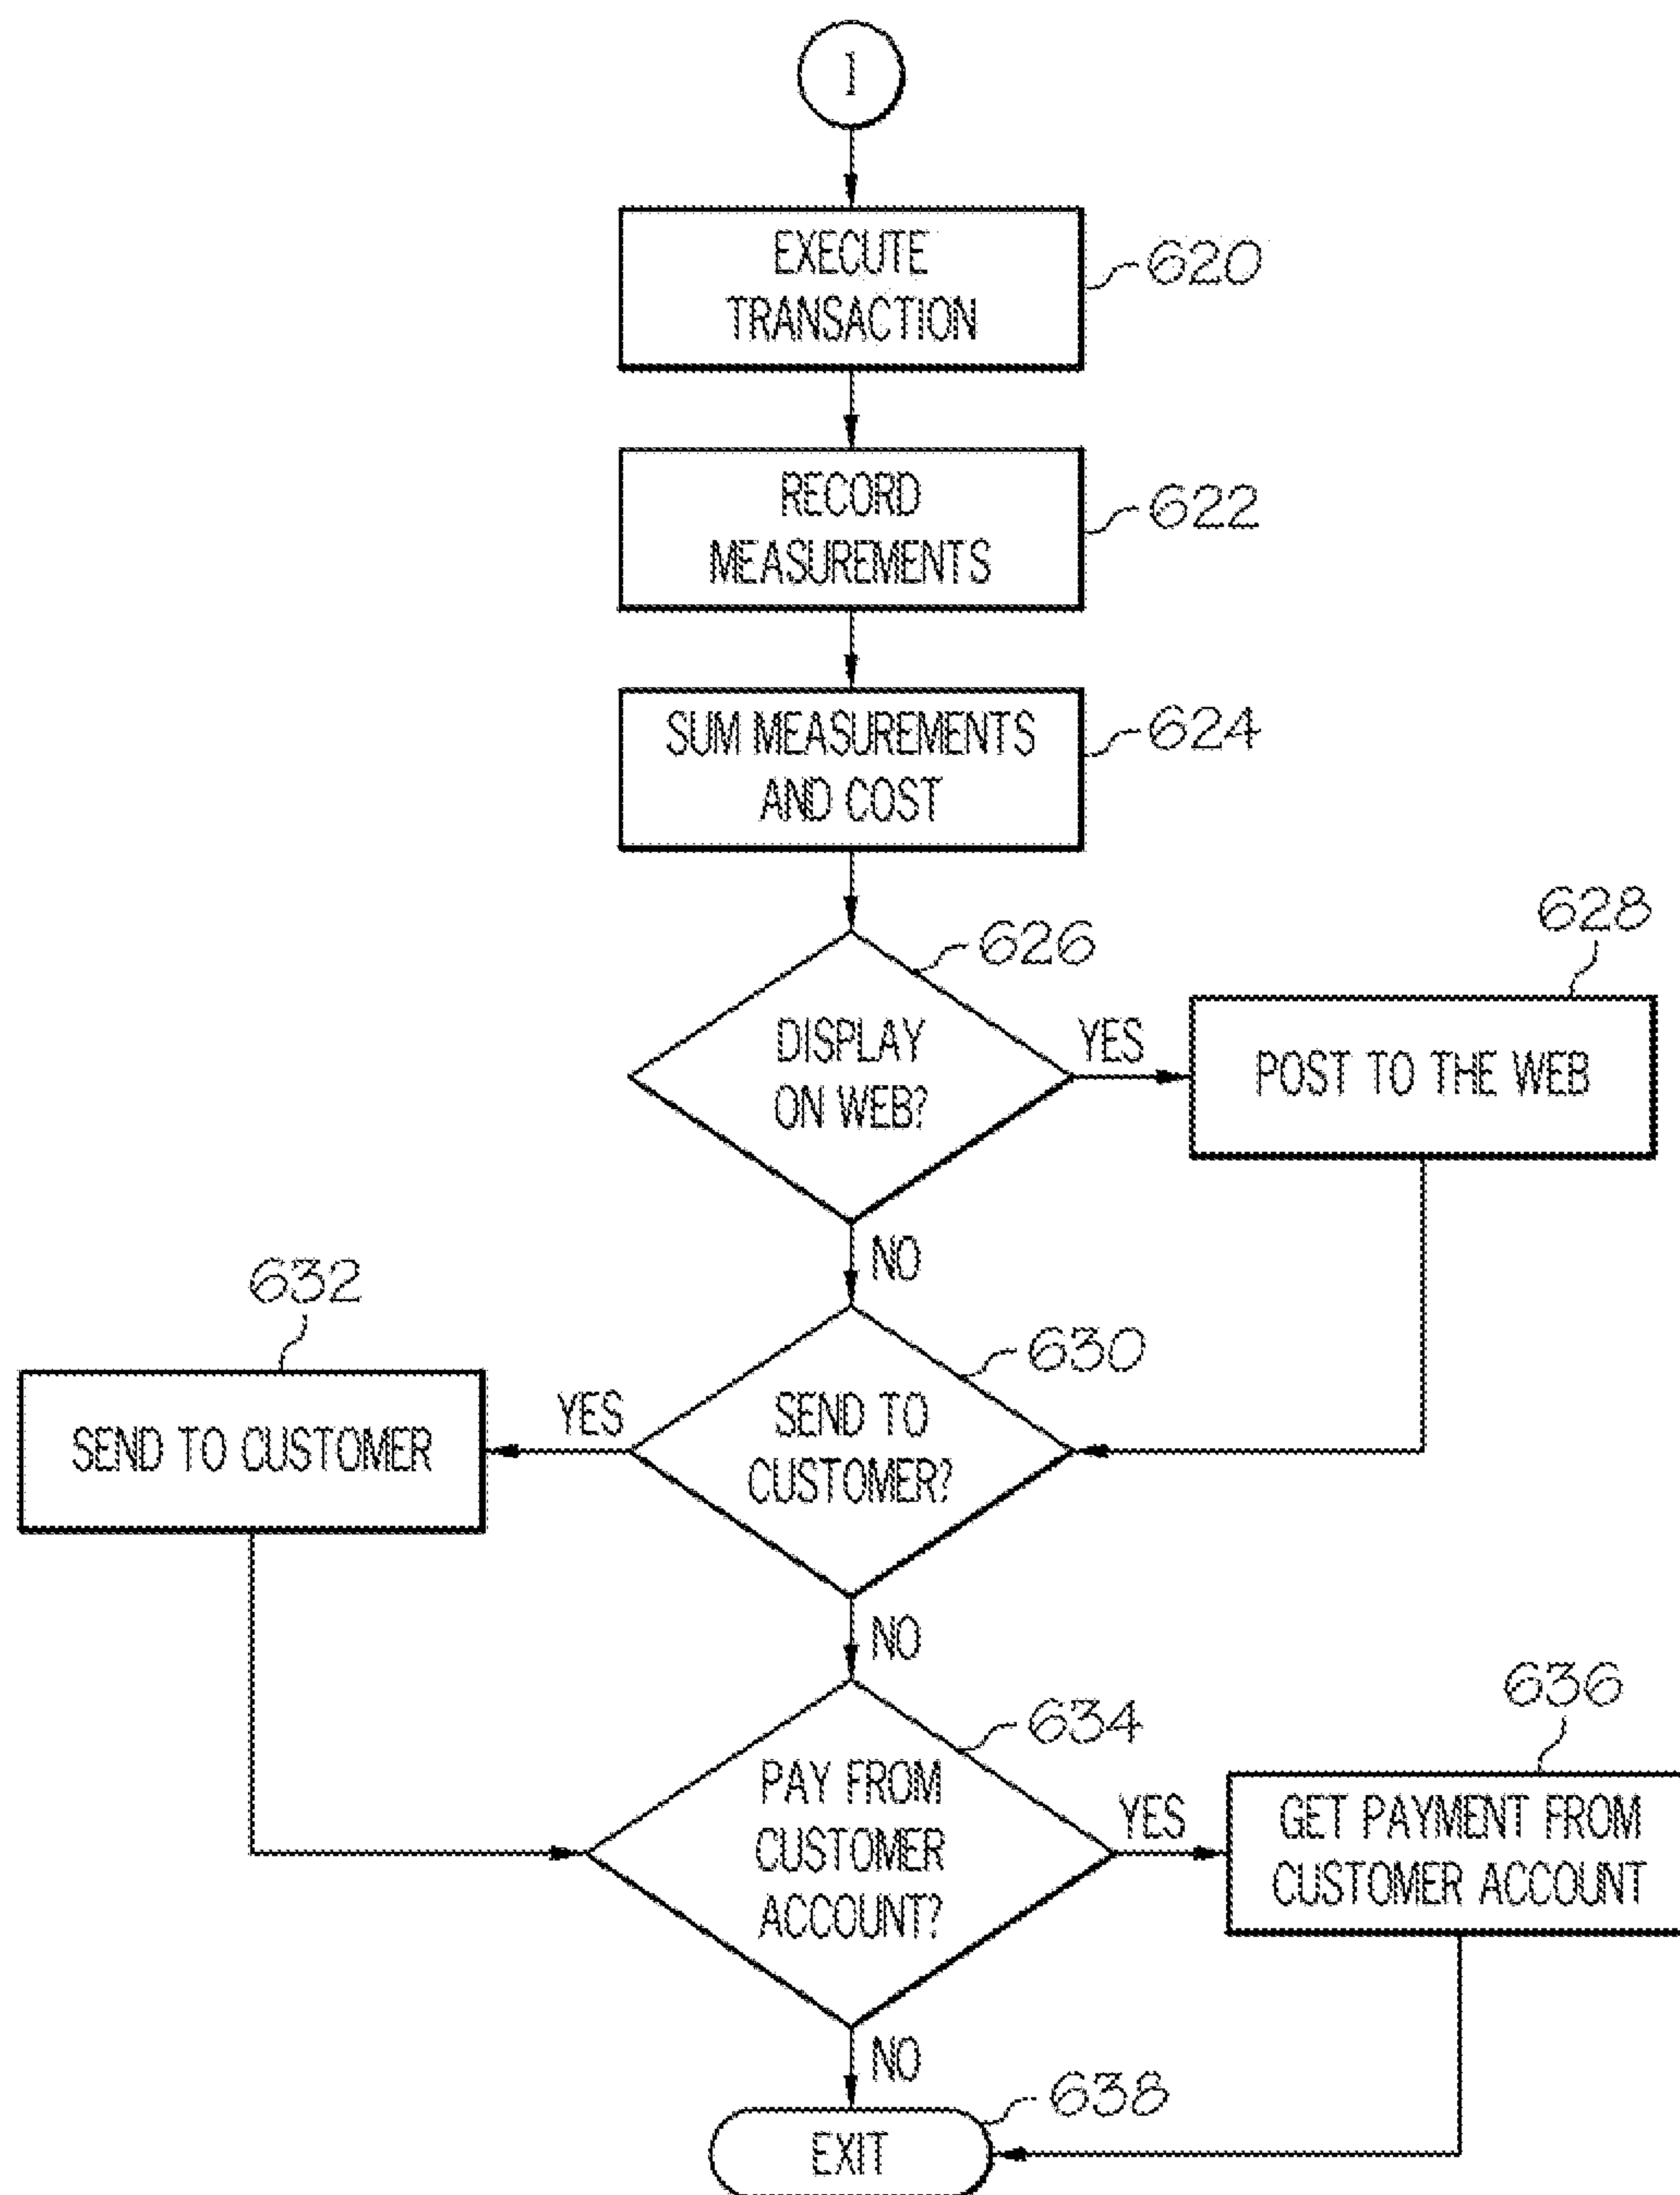 1
EXECUTE
TRANSACTION
620
RECORD
MEASUREMENTS
622
SUM MEASUREMENTS
AND COST
624
626
628
DISPLAY
ON WEB?
YES
POST TO THE WEB
NO
632
630
SEND TO CUSTOMER
YES
SEND TO
CUSTOMER?
NO
634
636
PAY FROM
CUSTOMER
ACCOUNT?
YES
GET PAYMENT FROM
CUSTOMER ACCOUNT
NO
638
EXIT